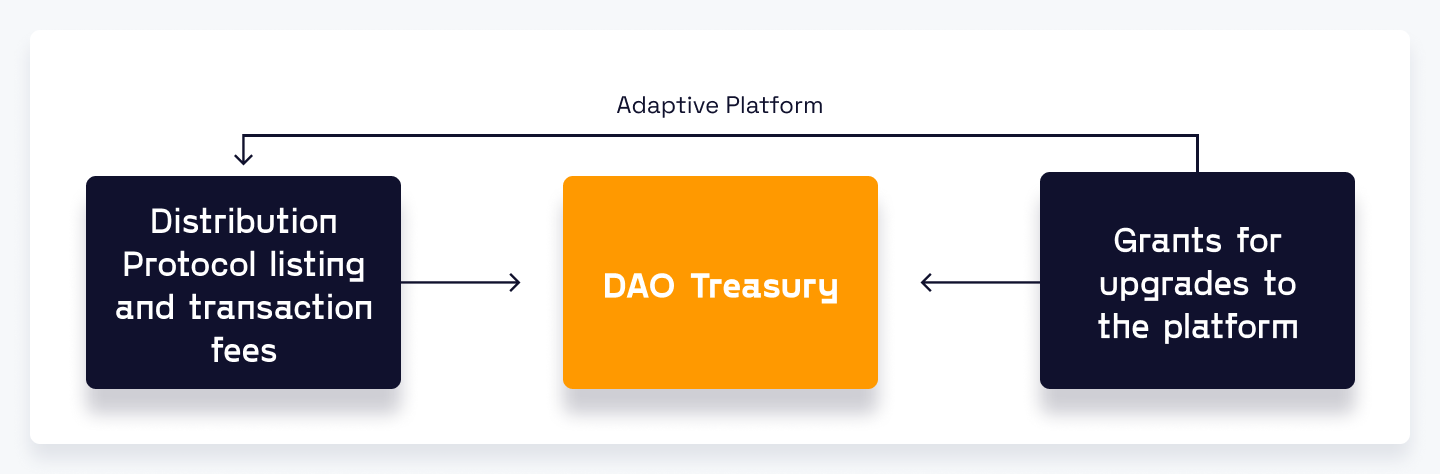 Adaptive Platform
Distribution
Protocol listing
and transaction
fees
DAO Treasury
Grants for
upgrades to
the platform